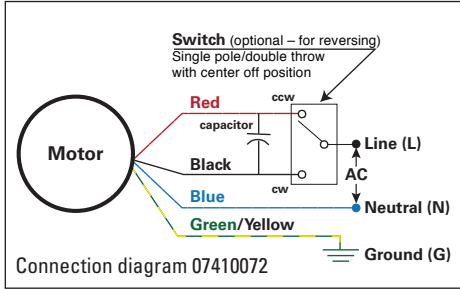 Switch (optional – for reversing)
Single pole/double throw
with center off position
Red
ccw
capacitor
Motor
Line (L)
Black
AC
cw
Blue
Neutral (N)
Green/Yellow
Ground (G)
Connection diagram 07410072